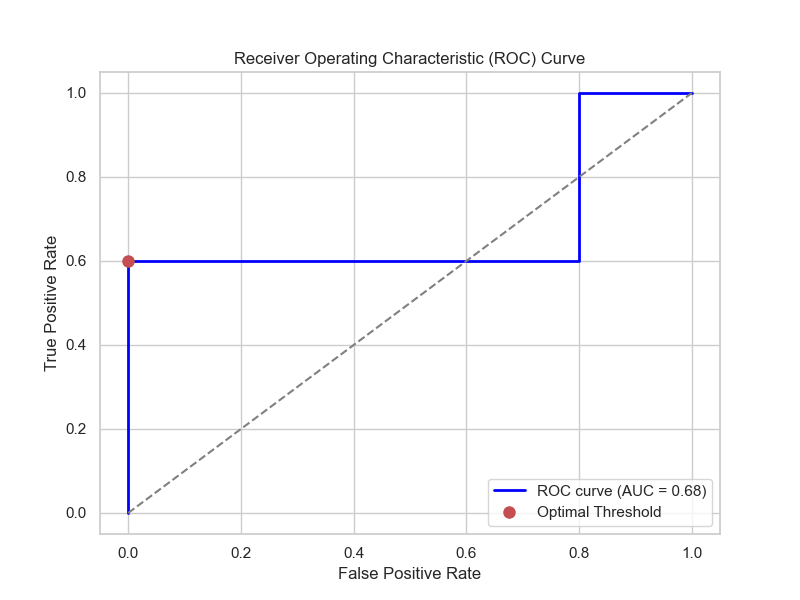 Receiver Operating Characteristic (ROC) Curve
True Positive Rate
1.0
0.8
0.6
0.4
0.2
0.0
ROC curve (AUC = 0.68)
Optimal Threshold
0.0 0.2 0.4 0.6 0.8 1.0
False Positive Rate